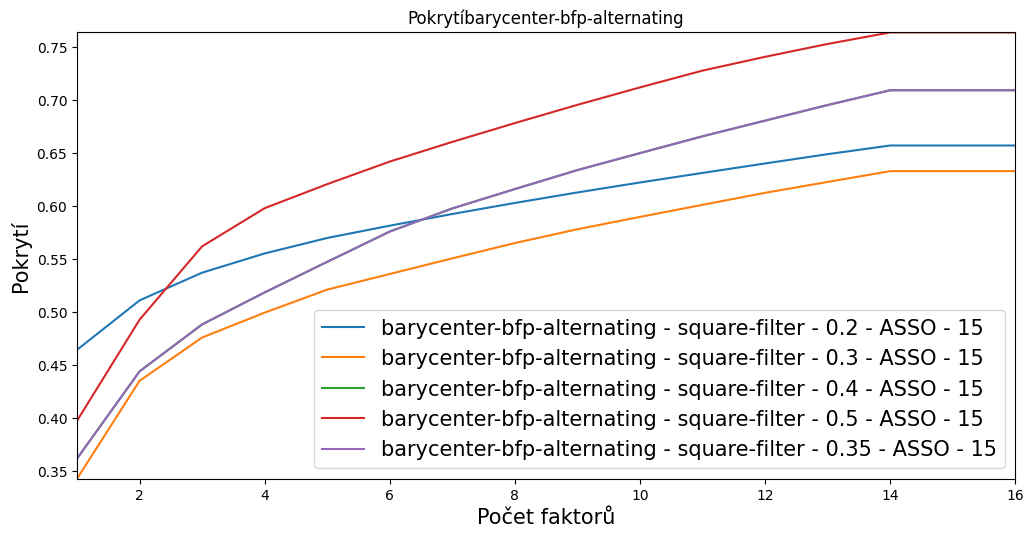 Pokrytíbarycenter-bfp-alternating
0.75
0.70
0.65
0.60
0.55
0.50
0.45
0.40
0.35
Pokrytí
barycenter-bfp-alternating - square-filter - 0.2 - ASSO - 15
barycenter-bfp-alternating - square-filter - 0.3 - ASSO - 15
barycenter-bfp-alternating - square-filter - 0.4 - ASSO - 15
barycenter-bfp-alternating - square-filter - 0.5 - ASSO - 15
barycenter-bfp-alternating - square-filter - 0.35 - ASSO - 15
2 4 6 8 10 12 14 16
Počet faktorů